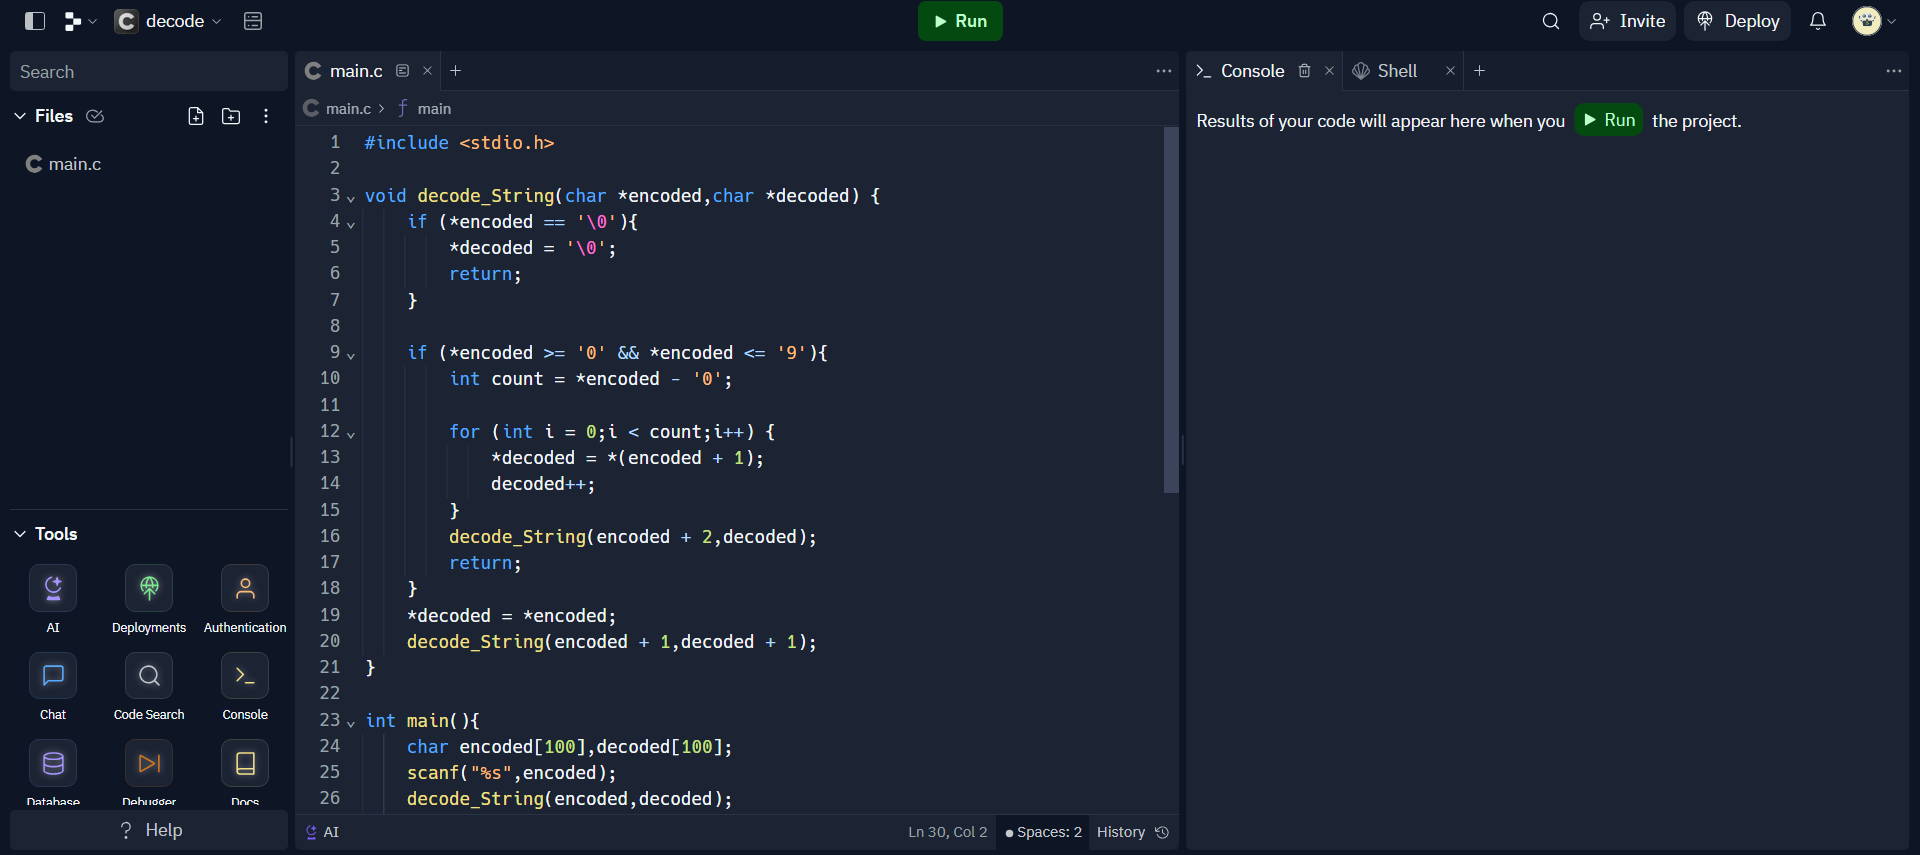 decode
Run
Invite
Deploy
Search
Files
main.c
Tools
AI
Deployments
Authentication
Chat
Code Search
Console
Database
Debugger
Docs
? Help
main.c
main.c > f main
1 #include <stdio.h>
2
3 void decode_String(char *encoded,char *decoded) {
4 if (*encoded == '\0'){
5 *decoded = '\0';
6 return;
7 }
8
9 if (*encoded >= '0' && *encoded <= '9'){
10 int count = *encoded - '0';
11
12 for (int i = 0;i < count;i++) {
13 *decoded = *(encoded + 1);
14 decoded++;
15 }
16 decode_String(encoded + 2,decoded);
17 return;
18 }
19 *decoded = *encoded;
20 decode_String(encoded + 1,decoded + 1);
21 }
22
23 int main(){
24 char encoded[100],decoded[100];
25 scanf("%s",encoded);
26 decode_String(encoded,decoded);
AI
Ln 30, Col 2
Spaces: 2
History
Console
Shell
Results of your code will appear here when you Run the project.